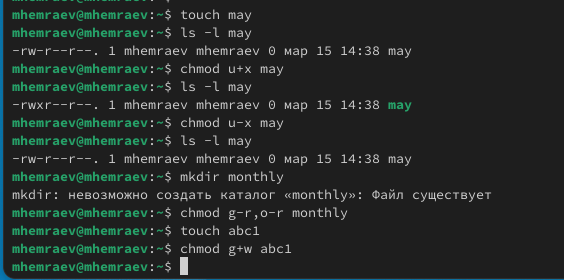 mhemraev@mhemraev:~$ touch may
mhemraev@mhemraev:~$ ls -l may
-rw-r--r--. 1 mhemraev mhemraev 0 мар 15 14:38 may
mhemraev@mhemraev:~$ chmod u+x may
mhemraev@mhemraev:~$ ls -l may
-rwxr--r--. 1 mhemraev mhemraev 0 мар 15 14:38 may
mhemraev@mhemraev:~$ chmod u-x may
mhemraev@mhemraev:~$ ls -l may
-rw-r--r--. 1 mhemraev mhemraev 0 мар 15 14:38 may
mhemraev@mhemraev:~$ mkdir monthly
mkdir: невозможно создать каталог «monthly»: Файл существует
mhemraev@mhemraev:~$ chmod g-r,o-r monthly
mhemraev@mhemraev:~$ touch abc1
mhemraev@mhemraev:~$ chmod g+w abc1
mhemraev@mhemraev:~$